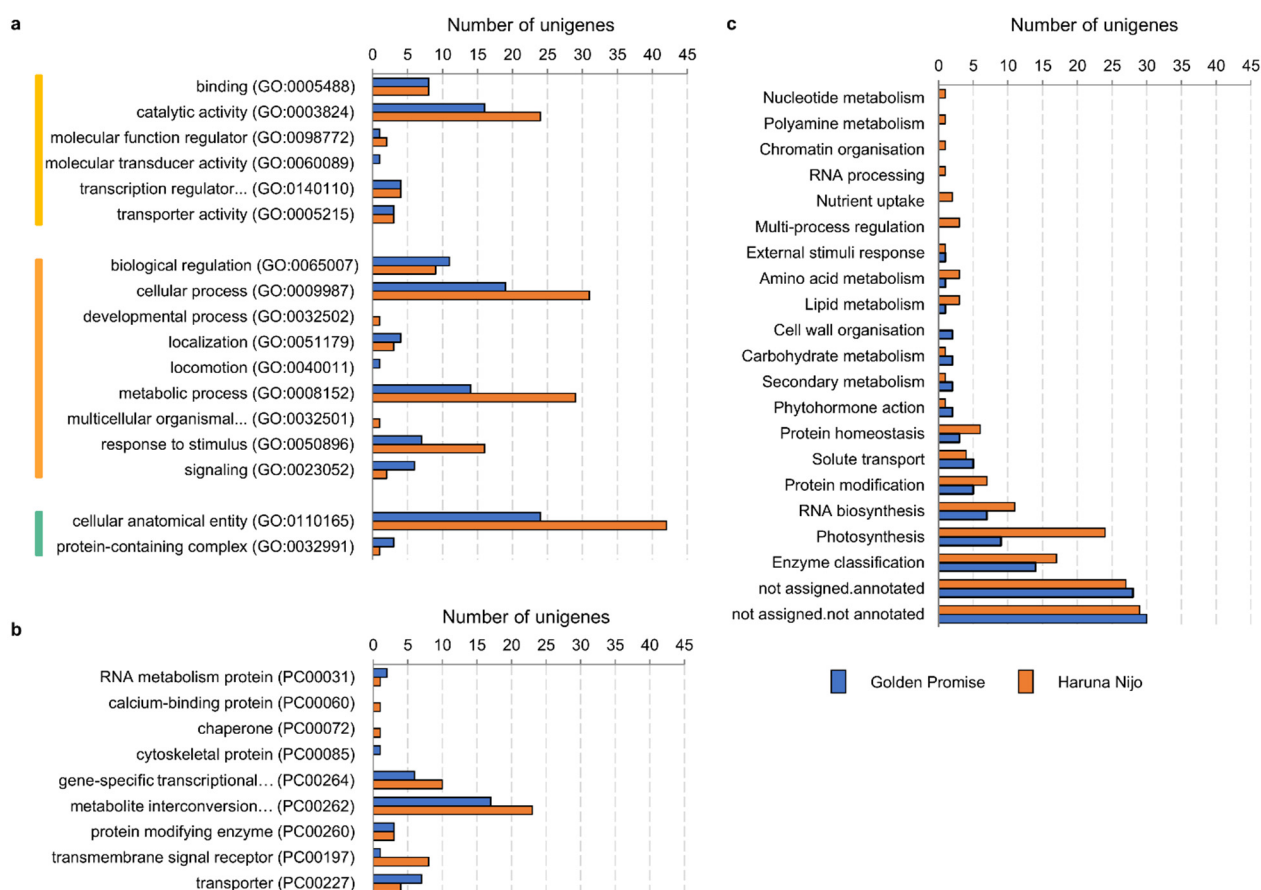 a
Number of unigenes
0 5 10 15 20 25 30 35 40 45
binding (GO:0005488)
catalytic activity (GO:0003824)
molecular function regulator (GO:0098772)
molecular transducer activity (GO:0060089)
transcription regulator... (GO:0140110)
transporter activity (GO:0005215)
biological regulation (GO:0065007)
cellular process (GO:0009987)
developmental process (GO:0032502)
localization (GO:0051179)
locomotion (GO:0040011)
metabolic process (GO:0008152)
multicellular organismal... (GO:0032501)
response to stimulus (GO:0050896)
signaling (GO:0023052)
cellular anatomical entity (GO:0110165)
protein-containing complex (GO:0032991)
b
Number of unigenes
0 5 10 15 20 25 30 35 40 45
RNA metabolism protein (PC00031)
calcium-binding protein (PC00060)
chaperone (PC00072)
cytoskeletal protein (PC00085)
gene-specific transcriptional... (PC00264)
metabolite interconversion... (PC00262)
protein modifying enzyme (PC00260)
transmembrane signal receptor (PC00197)
transporter (PC00227)
c
Number of unigenes
0 5 10 15 20 25 30 35 40 45
Nucleotide metabolism
Polyamine metabolism
Chromatin organisation
RNA processing
Nutrient uptake
Multi-process regulation
External stimuli response
Amino acid metabolism
Lipid metabolism
Cell wall organisation
Carbohydrate metabolism
Secondary metabolism
Phytohormone action
Protein homeostasis
Solute transport
Protein modification
RNA biosynthesis
Photosynthesis
Enzyme classification
not assigned.annotated
not assigned.not annotated
Golden Promise
Haruna Nijo